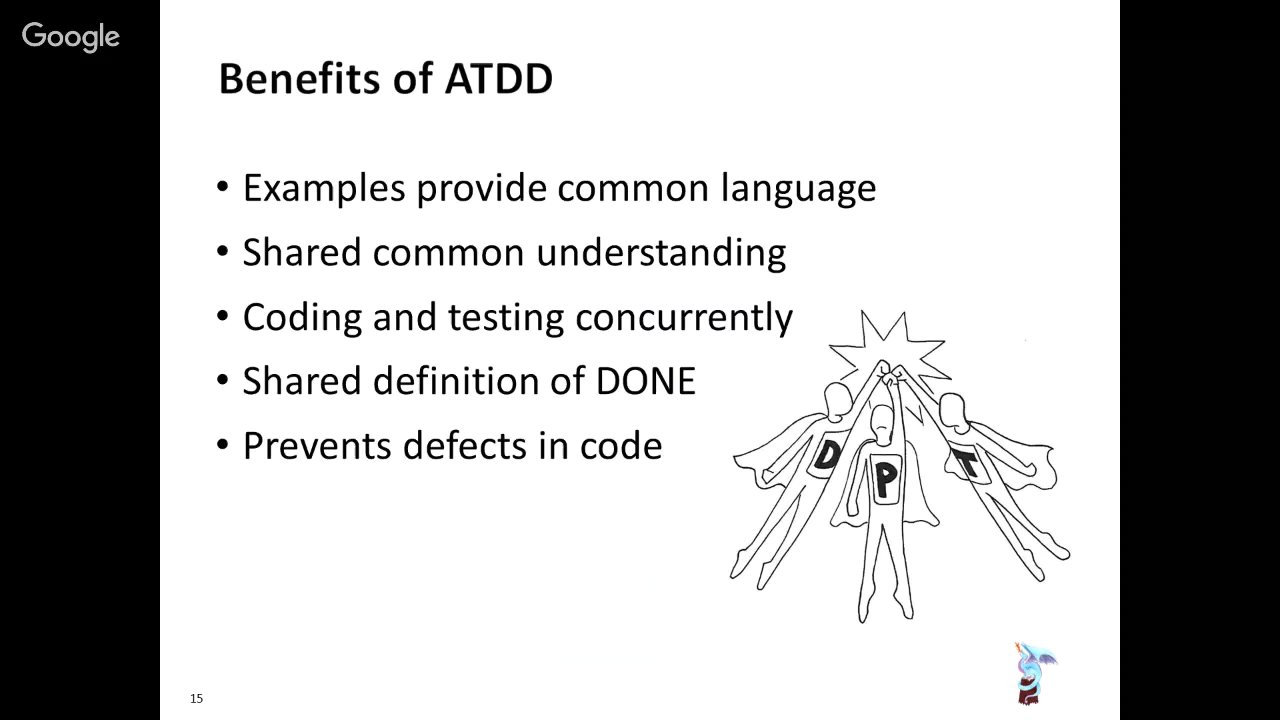 Google
Benefits of ATDD
• Examples provide common language
• Shared common understanding
• Coding and testing concurrently
• Shared definition of DONE
• Prevents defects in code
D
P
T
15